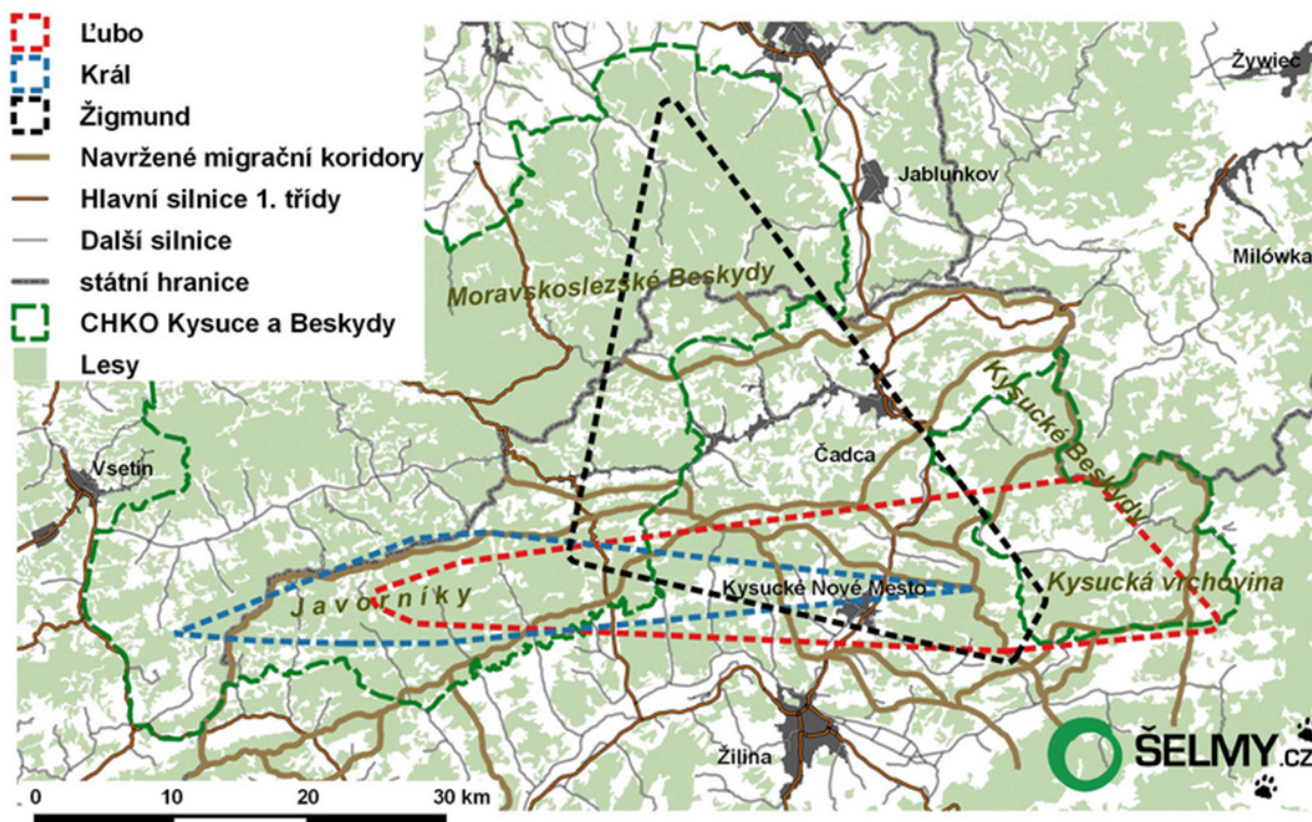 Ľubo
Král
Žigmund
Navržené migrační koridory
Hlavní silnice 1. třídy
Další silnice
státní hranice
CHKO Kysuce a Beskydy
Lesy
Żywiec
Jablunkov
Milówka
Moravskoslezské Beskydy
Kysucké Beskydy
Čadca
Vsetín
Kysucké Nové Mesto
Kysucká vrchovina
Javorníky
Žilina
ŠELMY.CZ
0 10 20 30 km